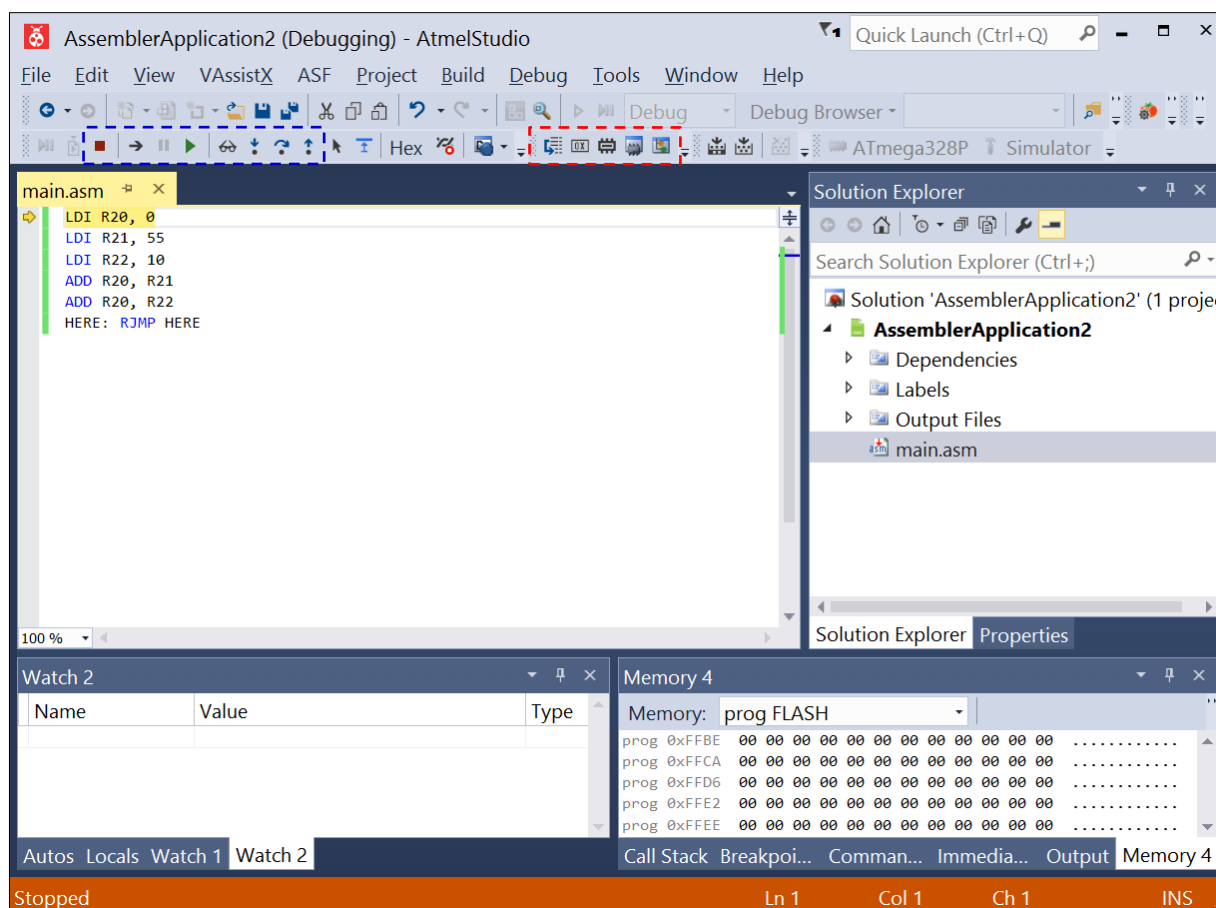 AssemblerApplication2 (Debugging) - AtmelStudio
1
Quick Launch (Ctrl+Q)
File Edit View VAssistX ASF Project Build Debug Tools Window Help
Debug Debug Browser
Hex ATmega328P Simulator
main.asm
LDI R20, 0
LDI R21, 55
LDI R22, 10
ADD R20, R21
ADD R20, R22
HERE: RJMP HERE
100 %
Solution Explorer
Search Solution Explorer (Ctrl+;)
Solution 'AssemblerApplication2' (1 proje
AssemblerApplication2
Dependencies
Labels
Output Files
main.asm
Solution Explorer Properties
Watch 2
Name Value Type
Autos Locals Watch 1 Watch 2
Memory 4
Memory: prog FLASH
prog 0xFFBE 00 00 00 00 00 00 00 00 00 00 00 00 ............
prog 0xFFCA 00 00 00 00 00 00 00 00 00 00 00 00 ............
prog 0xFFD6 00 00 00 00 00 00 00 00 00 00 00 00 ............
prog 0xFFE2 00 00 00 00 00 00 00 00 00 00 00 00 ............
prog 0xFFEE 00 00 00 00 00 00 00 00 00 00 00 00 ............
Call Stack Breakpoi... Comman... Immedia... Output Memory 4
Stopped Ln 1 Col 1 Ch 1 INS